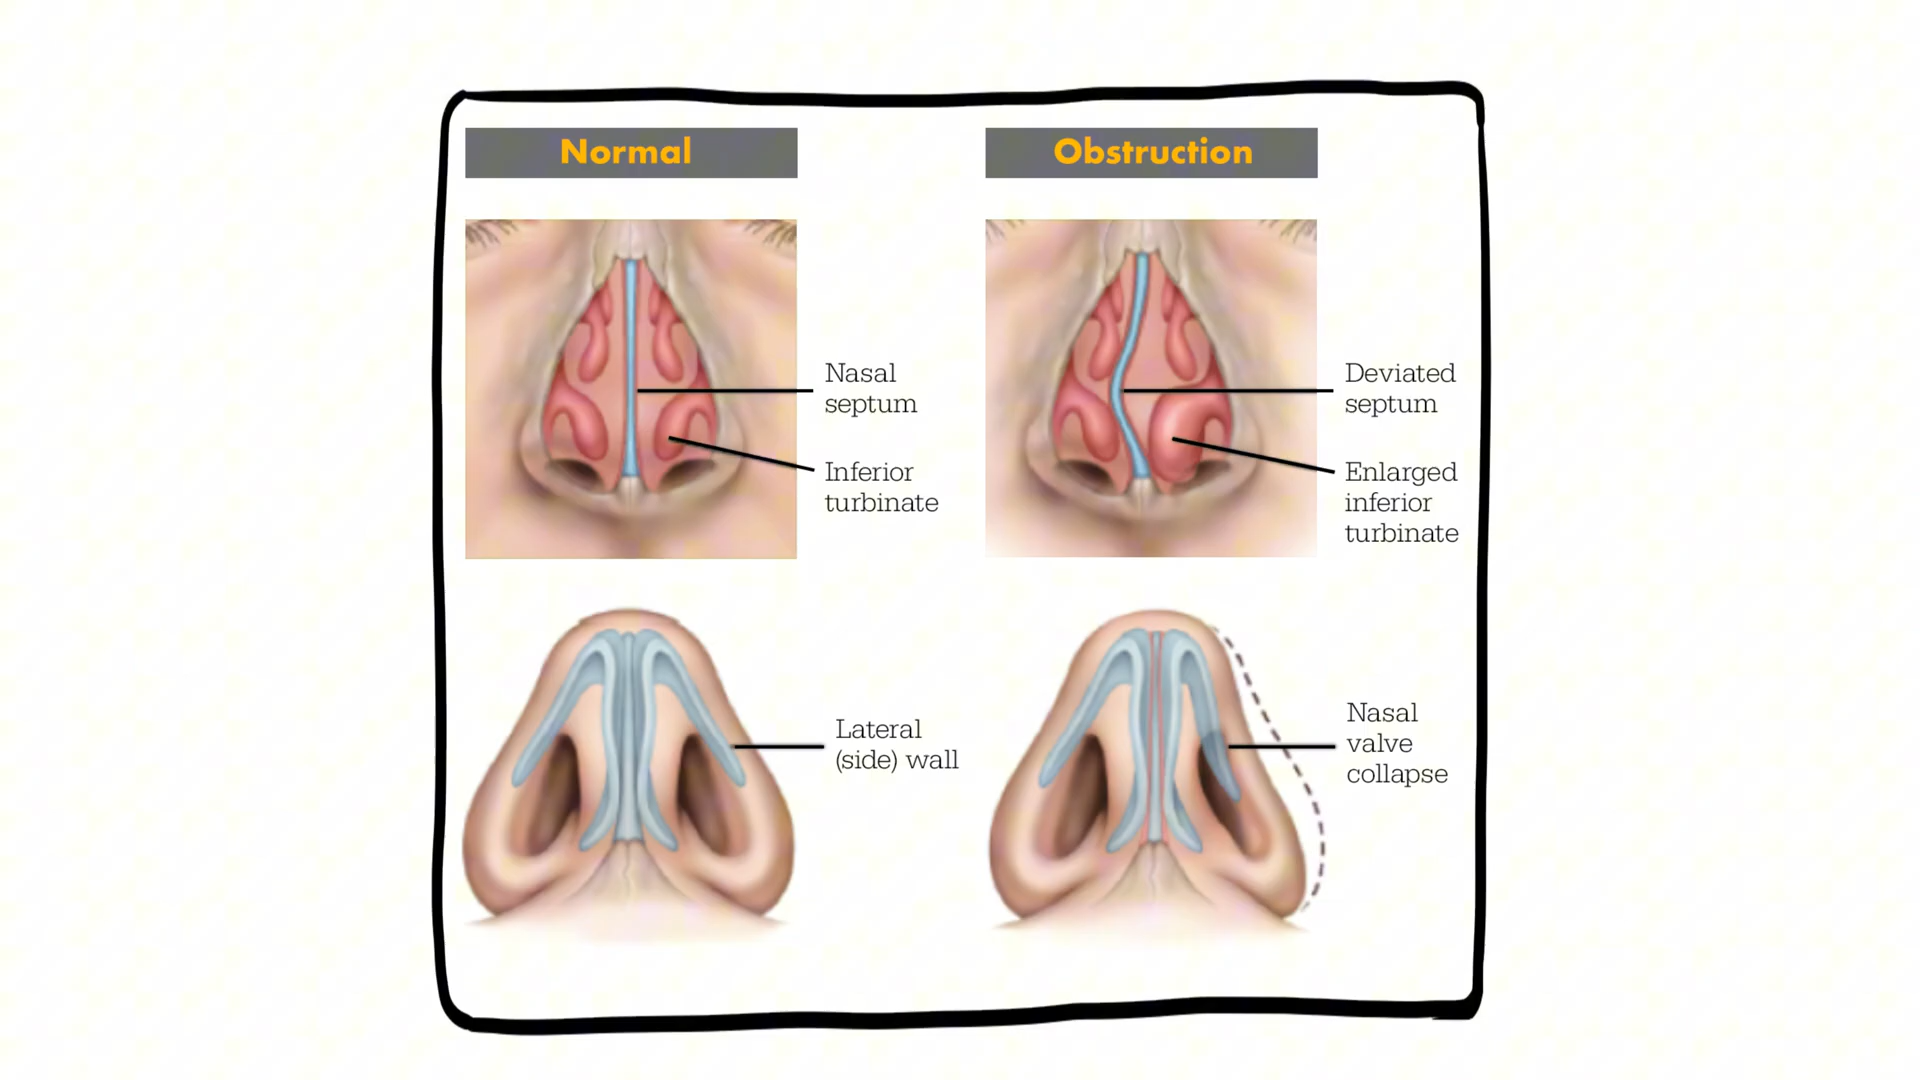 Normal
Obstruction
Nasal
septum
Inferior
turbinate
Deviated
septum
Enlarged
inferior
turbinate
Lateral
(side) wall
Nasal
valve
collapse